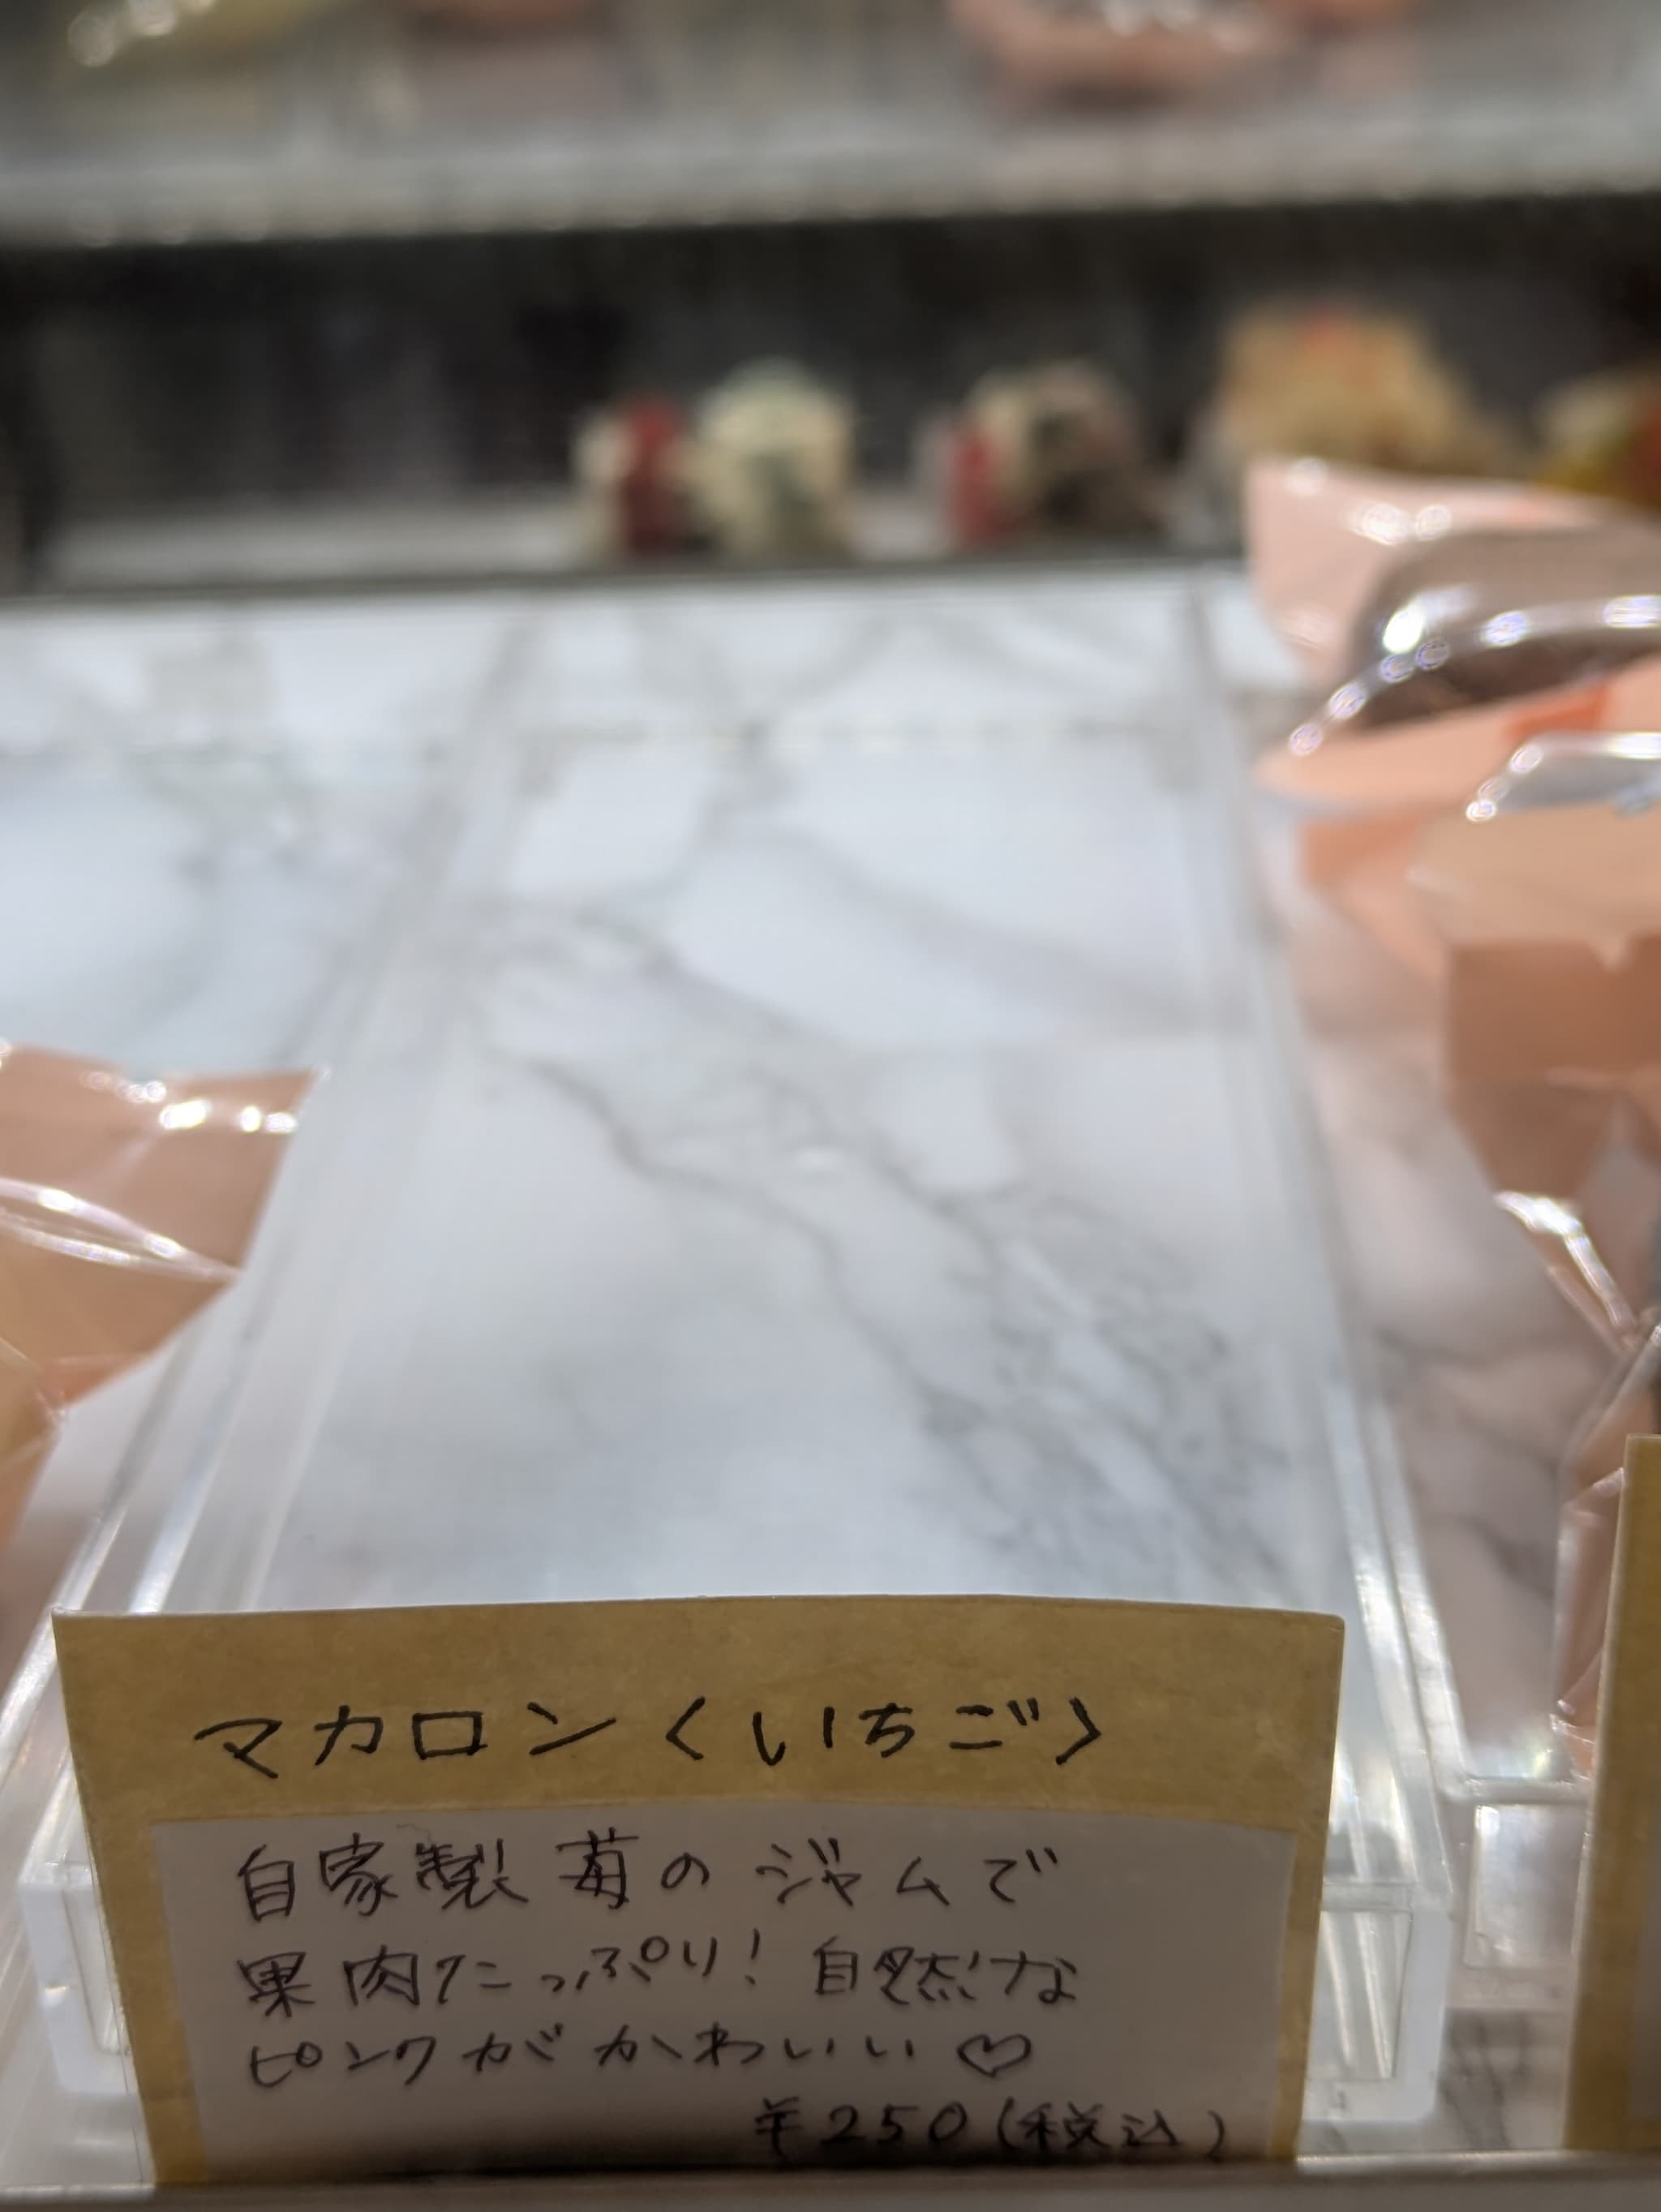 マカロン〈いちご〉
自家製苺のジャムで
果肉たっぷり！自然な
ピンクがかわいい♡
¥250(税込)